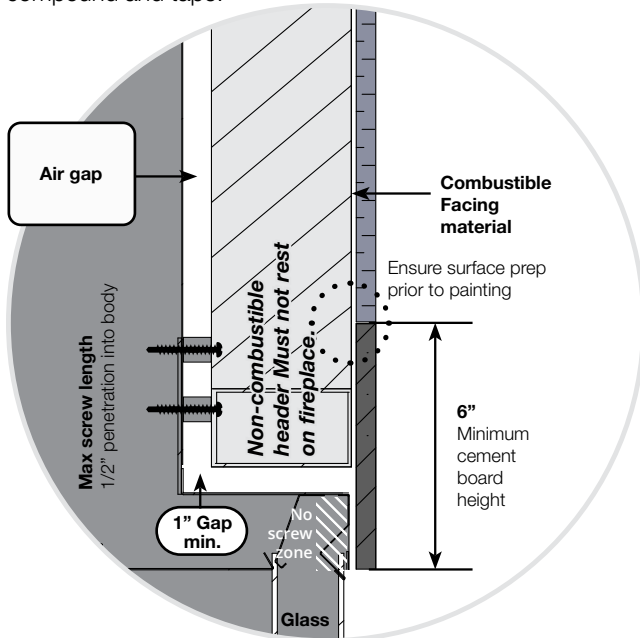 compound and tape.
Air gap
Combustible
Facing
material
Ensure surface prep
prior to painting
Non-combustible
header Must not rest
on fireplace.
Max screw length
1/2” penetration into body
6”
Minimum
cement
board
height
1” Gap
min.
No
screw
zone
Glass